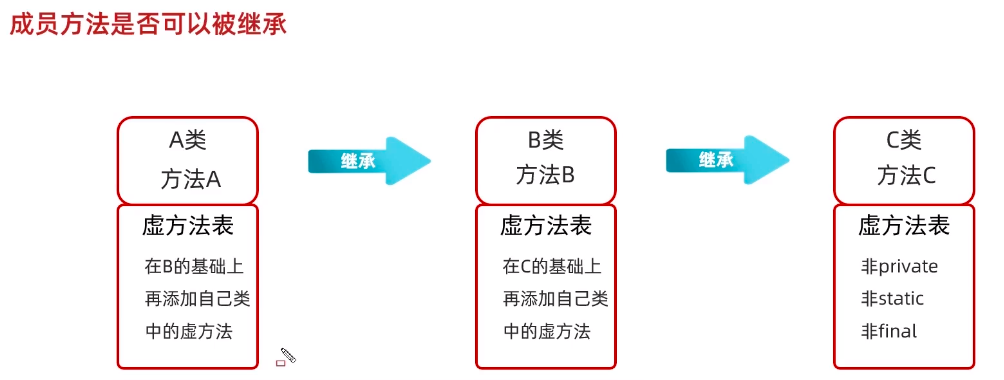 成员方法是否可以被继承
A类
方法A
继承
B类
方法B
继承
C类
方法C
虚方法表
在B的基础上
再添加自己类
中的虚方法
虚方法表
在C的基础上
再添加自己类
中的虚方法
虚方法表
非private
非static
非final